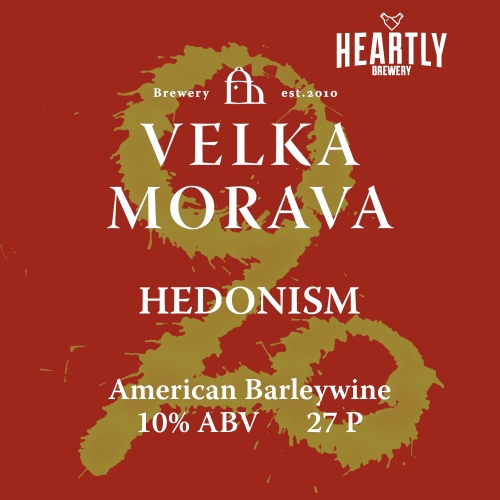 HEARTLY
BREWERY
Brewery est.2010
VELKA
MORAVA
HEDONISM
American Barleywine
10% ABV 27 P